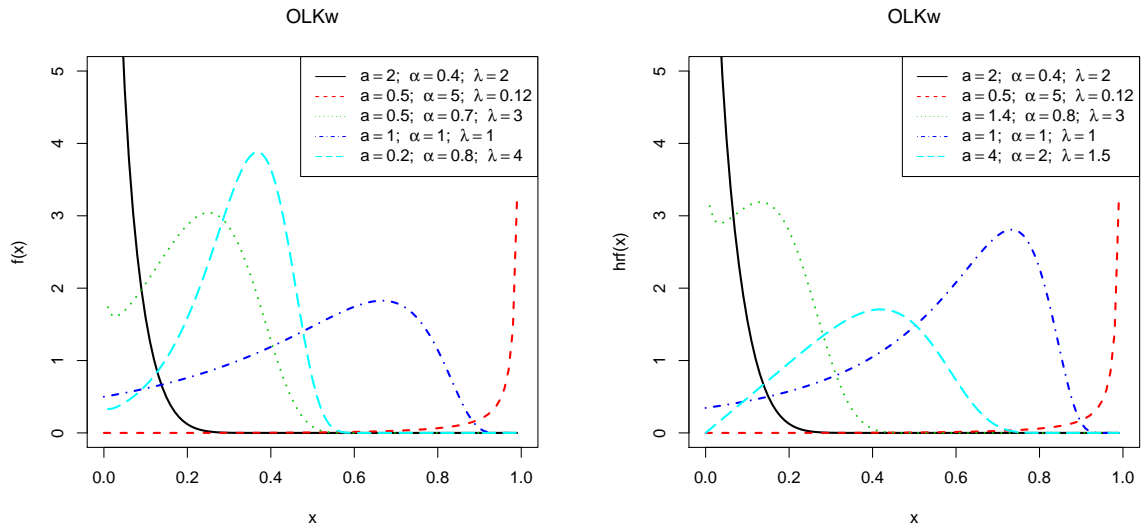 OLKw
5
4
3
2
1
0
f(x)
a = 2; α = 0.4; λ = 2
a = 0.5; α = 5; λ = 0.12
a = 0.5; α = 0.7; λ = 3
a = 1; α = 1; λ = 1
a = 0.2; α = 0.8; λ = 4
0.0 0.2 0.4 0.6 0.8 1.0
x
OLKw
5
4
3
2
1
0
hrf(x)
a = 2; α = 0.4; λ = 2
a = 0.5; α = 5; λ = 0.12
a = 1.4; α = 0.8; λ = 3
a = 1; α = 1; λ = 1
a = 4; α = 2; λ = 1.5
0.0 0.2 0.4 0.6 0.8 1.0
x